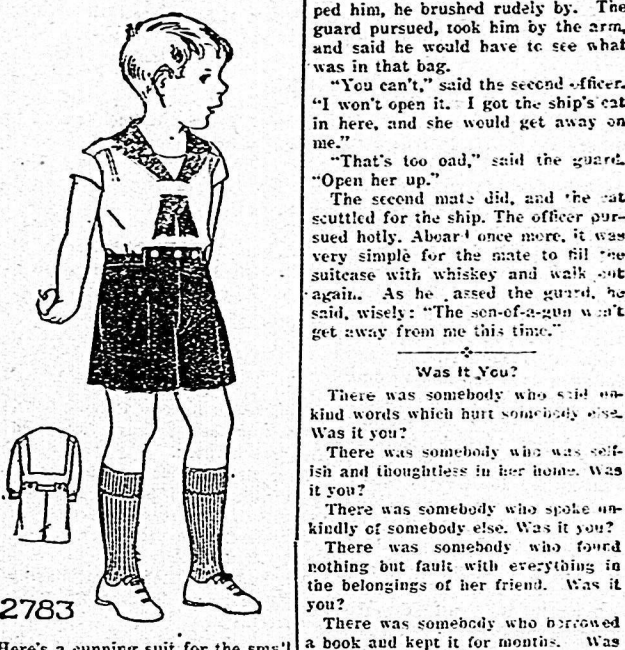 2783
Here's a cunning suit for the small
ped him, he brushed rudely by. The
guard pursued, took him by the arm,
and said he would have to see what
was in that bag.
"You can't," said the second officer.
"I won't open it. I got the ship's cat
in here, and she would get away on
me."
"That's too oad," said the guard.
"Open her up."
The second mate did, and the cat
scuttled for the ship. The officer pur-
sued hotly. Aboard once more, it was
very simple for the mate to fill the
suitcase with whiskey and walk out
again. As he assed the guard, he
said, wisely: "The son-of-a-gun won't
get away from me this time."
Was It You?
There was somebody who said un-
kind words which hurt somebody else.
Was it you?
There was somebody who was self-
ish and thoughtless in her home. Was
it you?
There was somebody who spoke un-
kindly of somebody else. Was it you?
There was somebody who found
nothing but fault with everything in
the belongings of her friend. Was it
you?
There was somebody who borrowed
a book and kept it for months. Was